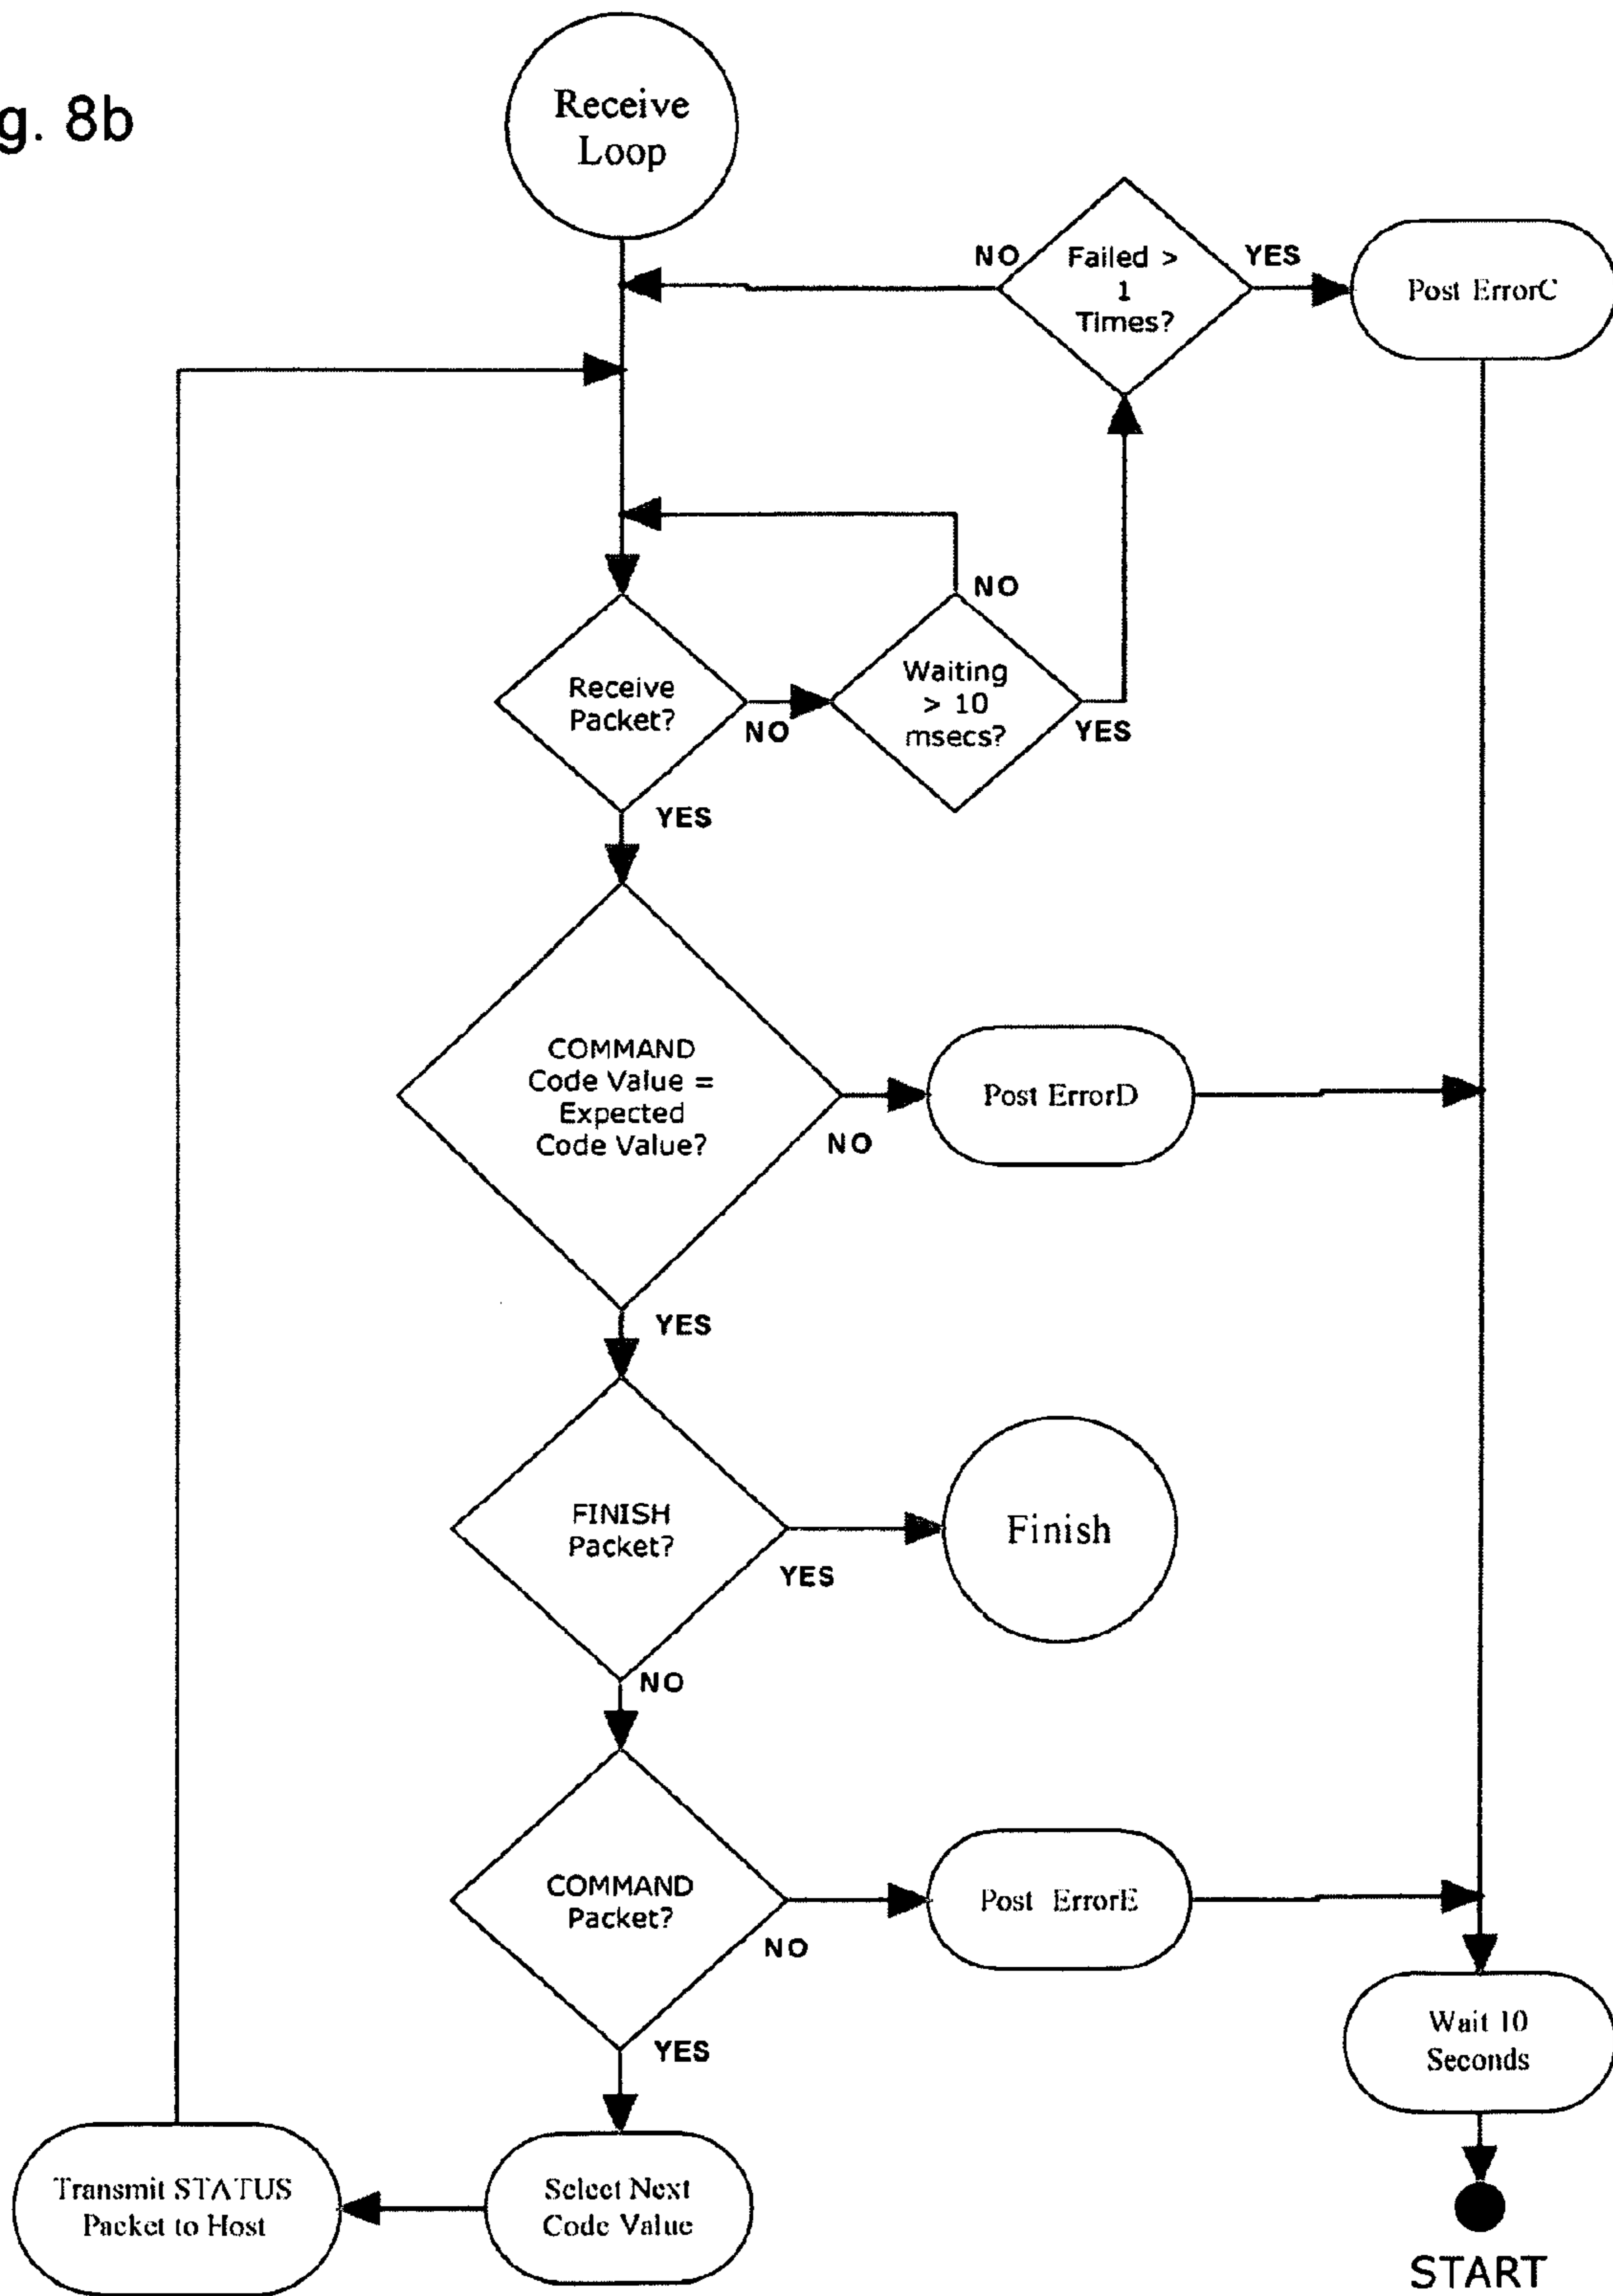 g. 8b
Receive
Loop
NO
Failed >
1
Times?
YES
Post ErrorC
NO
Receive
Packet?
NO
Waiting
> 10
msecs?
YES
YES
COMMAND
Code Value =
Expected
Code Value?
NO
Post ErrorD
YES
FINISH
Packet?
YES
Finish
NO
COMMAND
Packet?
NO
Post ErrorE
YES
Wait 10
Seconds
Transmit STATUS
Packet to Host
Select Next
Code Value
START